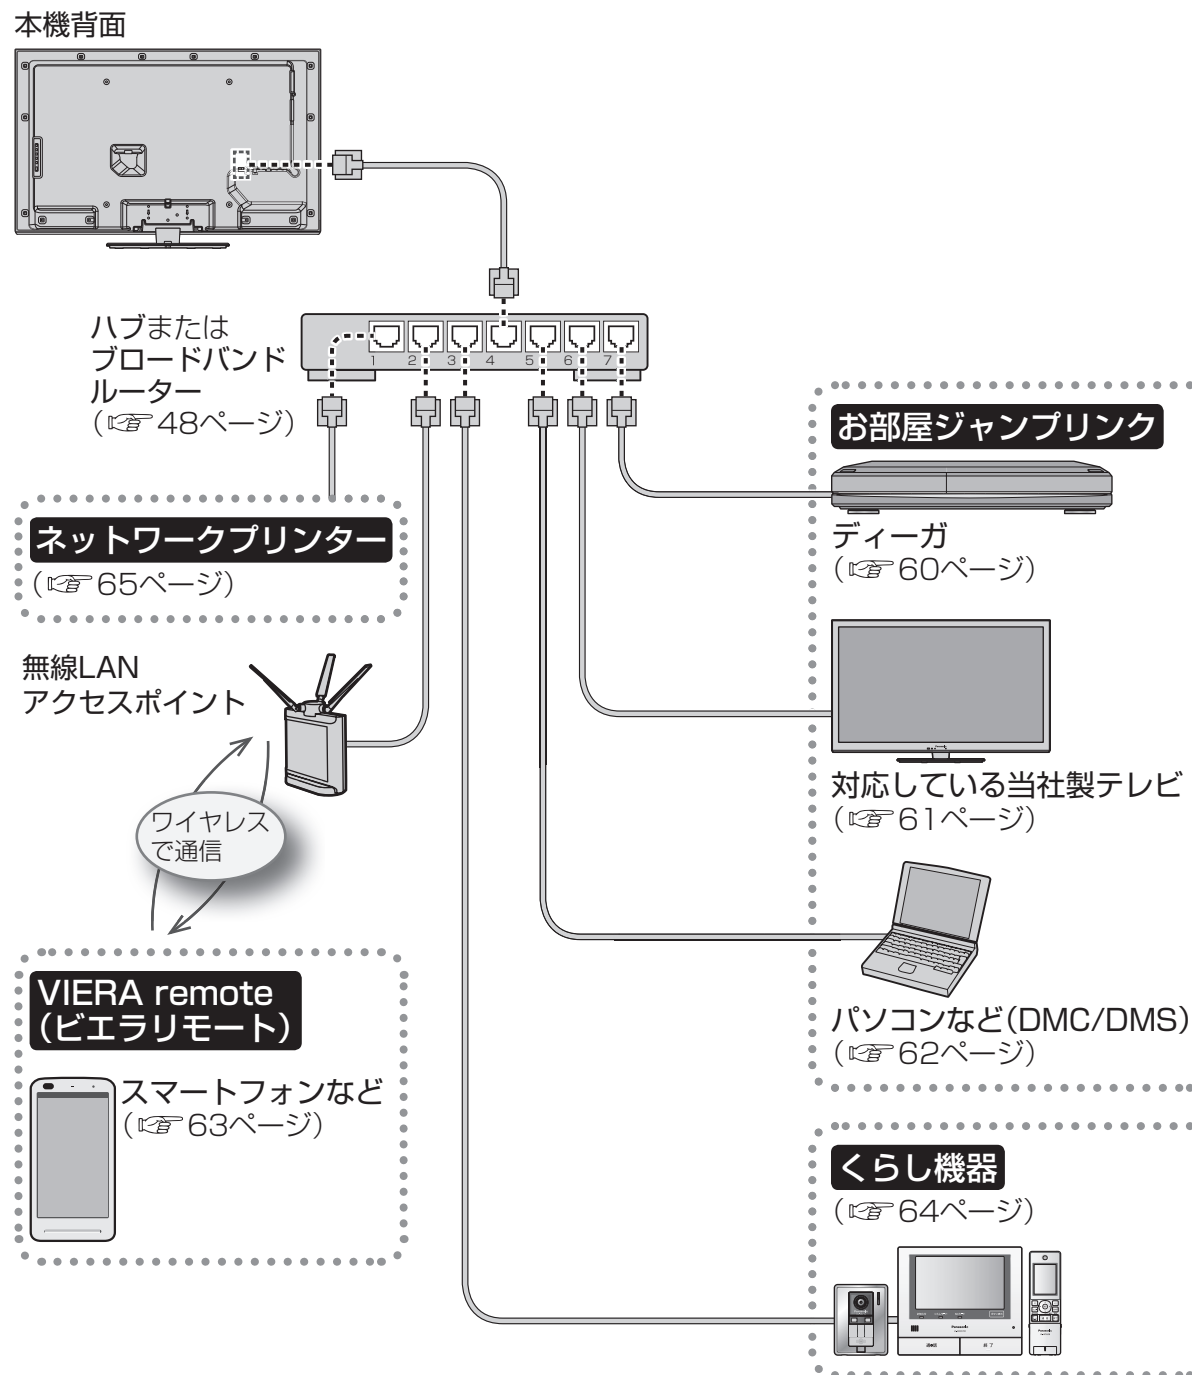 本機背面
ハブまたは
ブロードバンド
ルーター
(☞48ページ)
1 2 3 4 5 6 7
ネットワークプリンター
(☞65ページ)
無線LAN
アクセスポイント
ワイヤレス
で通信
VIERA remote
(ビエラリモート)
スマートフォンなど
(☞63ページ)
お部屋ジャンプリンク
ディーガ
(☞60ページ)
対応している当社製テレビ
(☞61ページ)
パソコンなど(DMC/DMS)
(☞62ページ)
くらし機器
(☞64ページ)
Panasonic